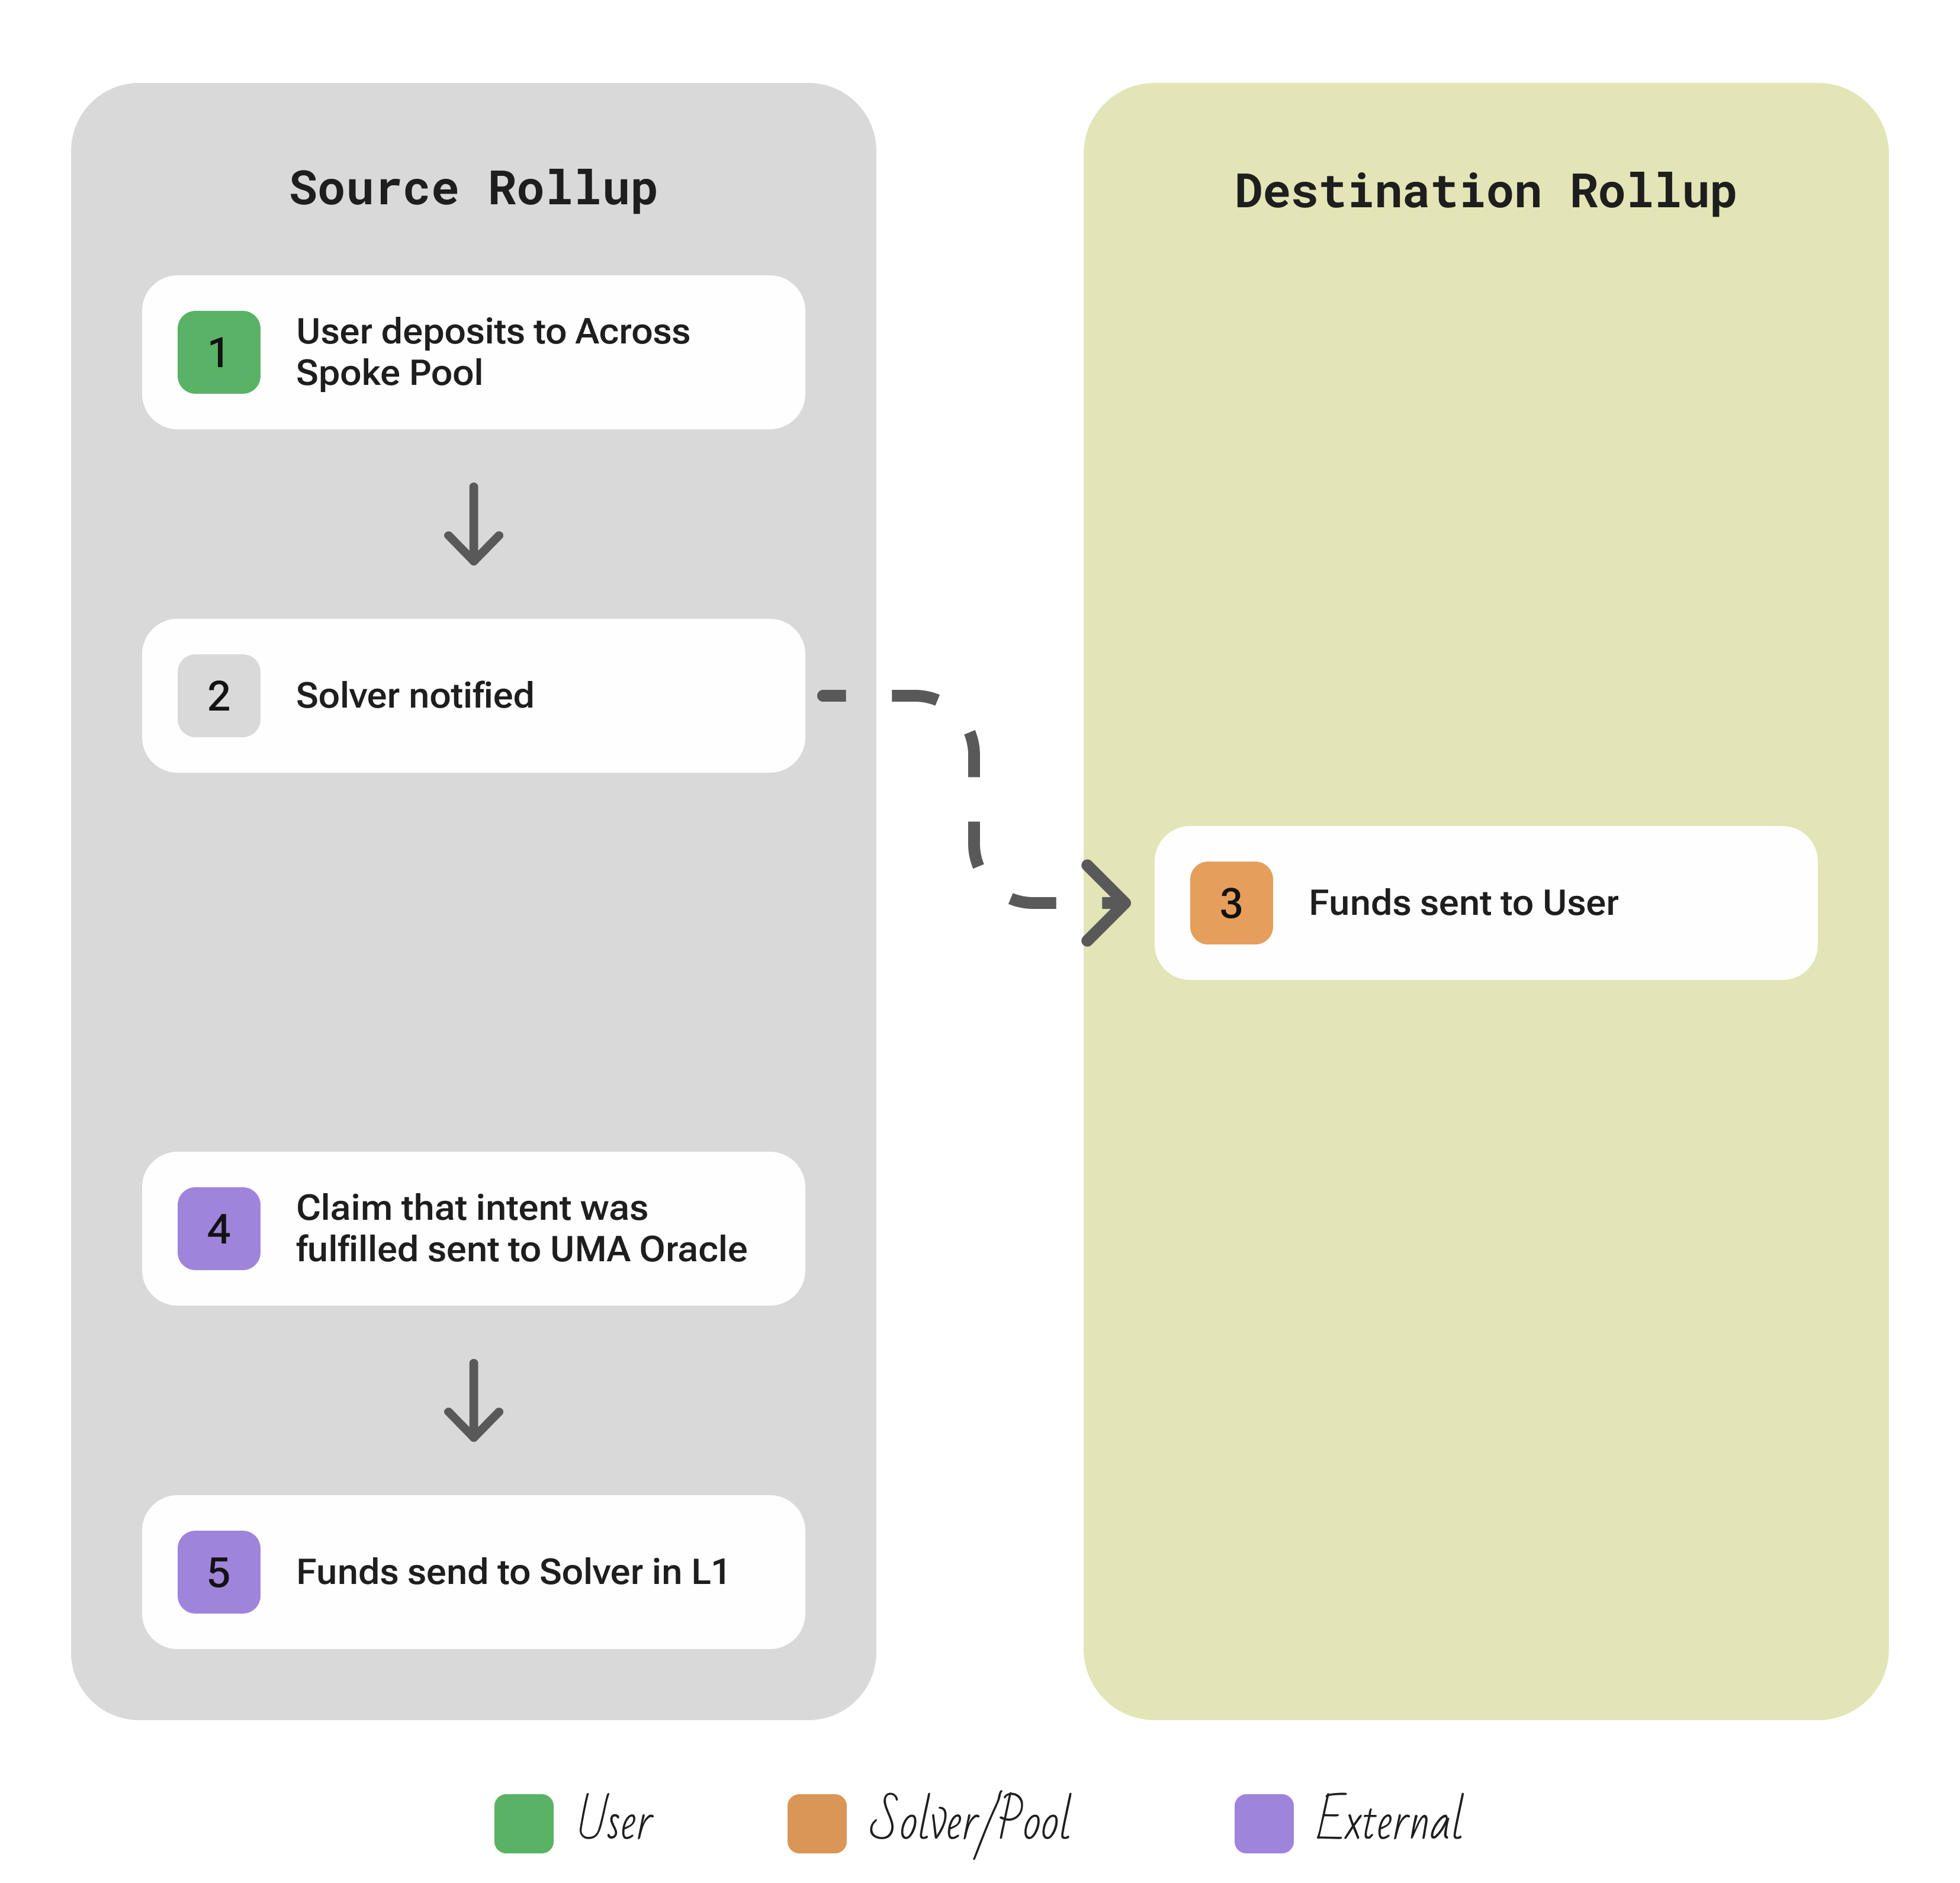 Source Rollup
1
User deposits to Across
Spoke Pool
2
Solver notified
4
Claim that intent was
fulfilled sent to UMA Oracle
5
Funds send to Solver in L1
Destination Rollup
3
Funds sent to User
User
Solver/Pool
External